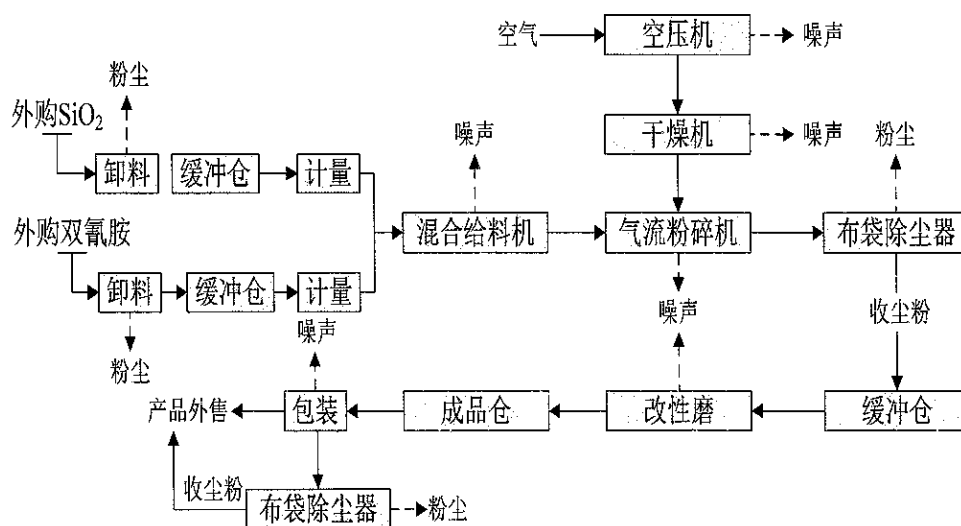 空气
空压机
噪声
粉尘
外购SiO₂
噪声
干燥机
噪声
粉尘
卸料
缓冲仓
计量
外购双氰胺
混合给料机
气流粉碎机
布袋除尘器
卸料
缓冲仓
计量
噪声
噪声
收尘粉
粉尘
产品外售
包装
成品仓
改性磨
缓冲仓
收尘粉
布袋除尘器
粉尘